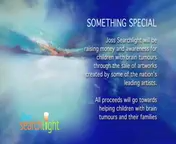 SOMETHING SPECIAL
Joss Searchlight will be
raising money and awareness for
children with brain tumours
through the sale of artworks
created by some of the nation's
leading artists.
All proceeds will go towards
helping children with brain
tumours and their families
searchlight